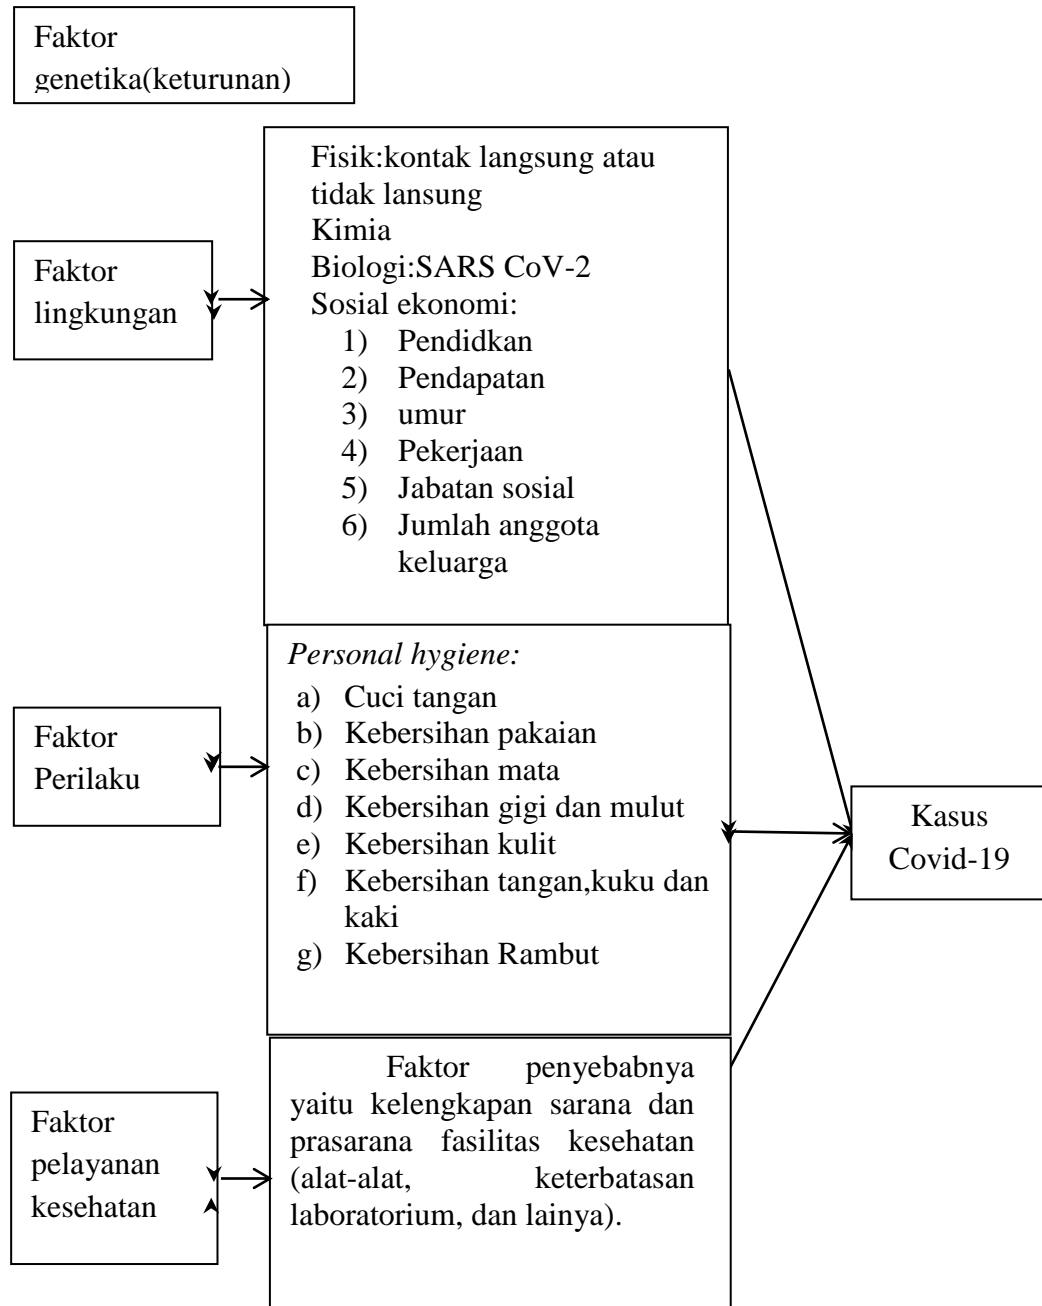 Faktor
genetika(keturunan)
Fisik:kontak langsung atau
tidak lansung
Kimia
Biologi:SARS CoV-2
Sosial ekonomi:
1) Pendidkan
2) Pendapatan
3) umur
4) Pekerjaan
5) Jabatan sosial
6) Jumlah anggota
keluarga
Faktor
lingkungan
Personal hygiene:
a) Cuci tangan
b) Kebersihan pakaian
c) Kebersihan mata
d) Kebersihan gigi dan mulut
e) Kebersihan kulit
f) Kebersihan tangan,kuku dan
kaki
g) Kebersihan Rambut
Faktor
Perilaku
Kasus
Covid-19
Faktor penyebabnya
yaitu kelengkapan sarana dan
prasarana fasilitas kesehatan
(alat-alat, keterbatasan
laboratorium, dan lainya).
Faktor
pelayanan
kesehatan